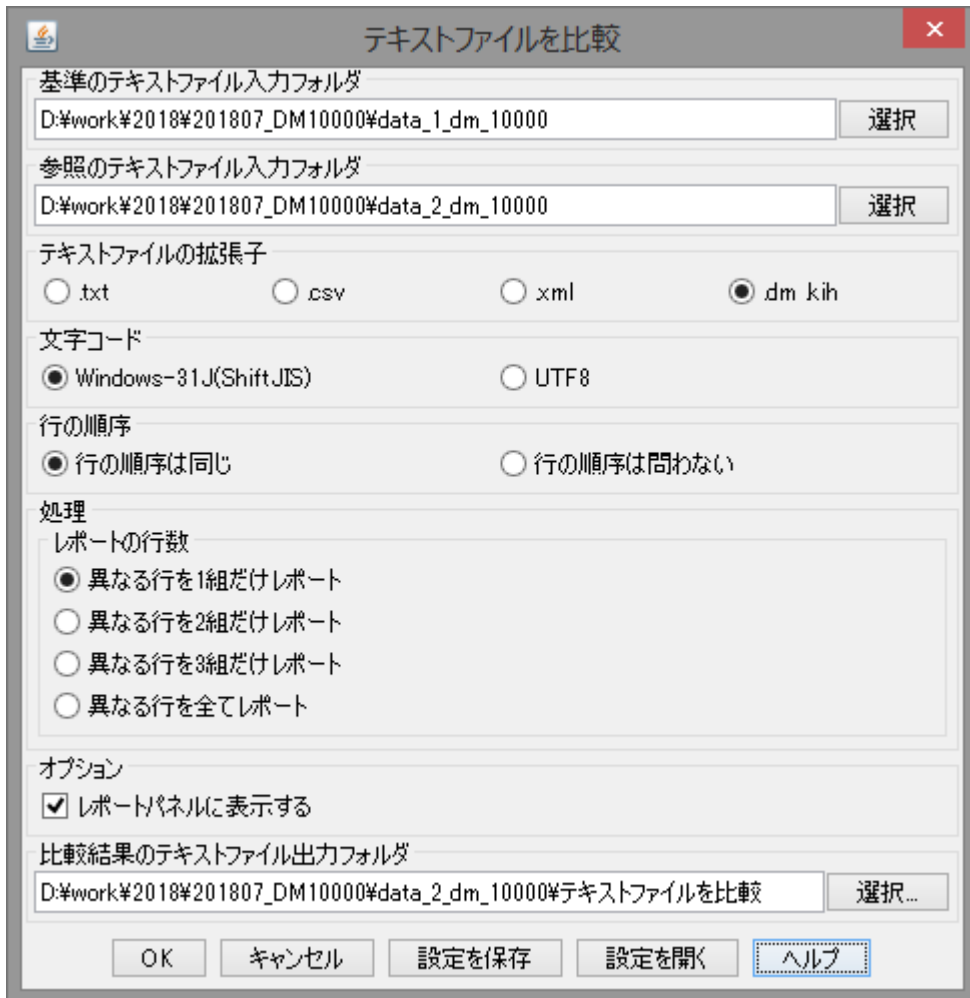 テキストファイルを比較
基準のテキストファイル入力フォルダ
D:¥work¥2018¥201807_DM10000¥data_1_dm_10000 選択
参照のテキストファイル入力フォルダ
D:¥work¥2018¥201807_DM10000¥data_2_dm_10000 選択
テキストファイルの拡張子
.txt .csv .xml .dm .kih
文字コード
Windows-31J(ShiftJIS) UTF8
行の順序
行の順序は同じ 行の順序は問わない
処理
レポートの行数
異なる行を1組だけレポート
異なる行を2組だけレポート
異なる行を3組だけレポート
異なる行を全てレポート
オプション
レポートパネルに表示する
比較結果のテキストファイル出力フォルダ
D:¥work¥2018¥201807_DM10000¥data_2_dm_10000¥テキストファイルを比較 選択...
OK キャンセル 設定を保存 設定を開く ヘルプ